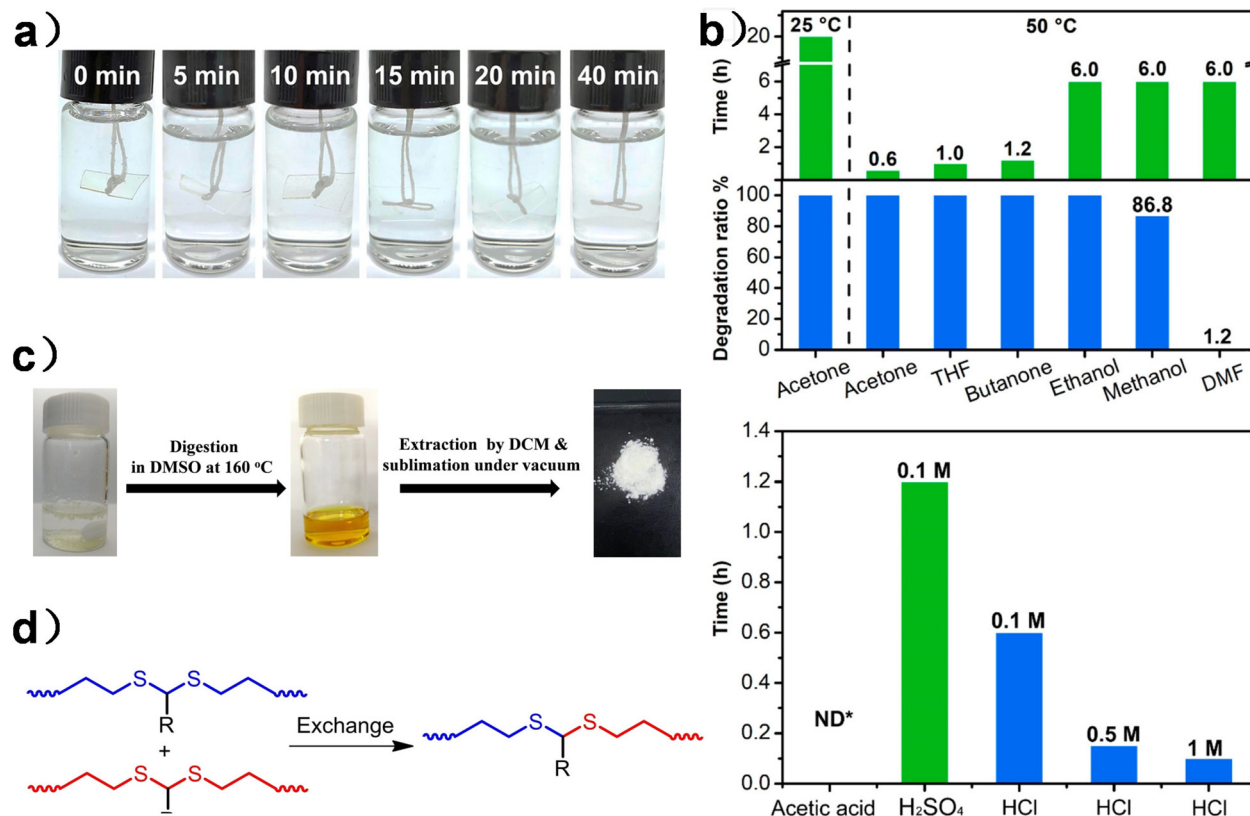 a)
0 min
5 min
10 min
15 min
20 min
40 min
b)
25 °C
50 °C
Time (h)
20
6
4
2
0.6
1.0
1.2
6.0
6.0
6.0
Degradation ratio %
100
80
60
40
20
0
86.8
1.2
Acetone
Acetone
THF
Butanone
Ethanol
Methanol
DMF
c)
Digestion
in DMSO at 160 °C
Extraction by DCM &
sublimation under vacuum
Time (h)
1.4
1.2
1.0
0.8
0.6
0.4
0.2
0.0
ND*
0.1 M
0.1 M
0.5 M
1 M
Acetic acid
H₂SO₄
HCl
HCl
HCl
d)
S
S
R
+
S
S
Exchange
S
S
R